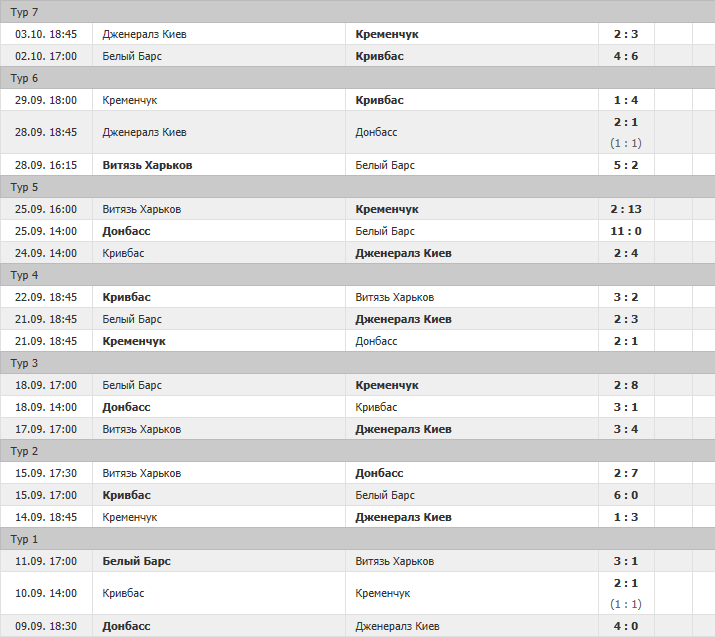 Тур 7
03.10. 18:45 Дженералз Киев Кременчук 2 : 3
02.10. 17:00 Белый Барс Кривбас 4 : 6
Тур 6
29.09. 18:00 Кременчук Кривбас 1 : 4
28.09. 18:45 Дженералз Киев Донбасс 2 : 1
(1 : 1)
28.09. 16:15 Витязь Харьков Белый Барс 5 : 2
Тур 5
25.09. 16:00 Витязь Харьков Кременчук 2 : 13
25.09. 14:00 Донбасс Белый Барс 11 : 0
24.09. 14:00 Кривбас Дженералз Киев 2 : 4
Тур 4
22.09. 18:45 Кривбас Витязь Харьков 3 : 2
21.09. 18:45 Белый Барс Дженералз Киев 2 : 3
21.09. 18:45 Кременчук Донбасс 2 : 1
Тур 3
18.09. 17:00 Белый Барс Кременчук 2 : 8
18.09. 14:00 Донбасс Кривбас 3 : 1
17.09. 17:00 Витязь Харьков Дженералз Киев 3 : 4
Тур 2
15.09. 17:30 Витязь Харьков Донбасс 2 : 7
15.09. 17:00 Кривбас Белый Барс 6 : 0
14.09. 18:45 Кременчук Дженералз Киев 1 : 3
Тур 1
11.09. 17:00 Белый Барс Витязь Харьков 3 : 1
10.09. 14:00 Кривбас Кременчук 2 : 1
(1 : 1)
09.09. 18:30 Донбасс Дженералз Киев 4 : 0